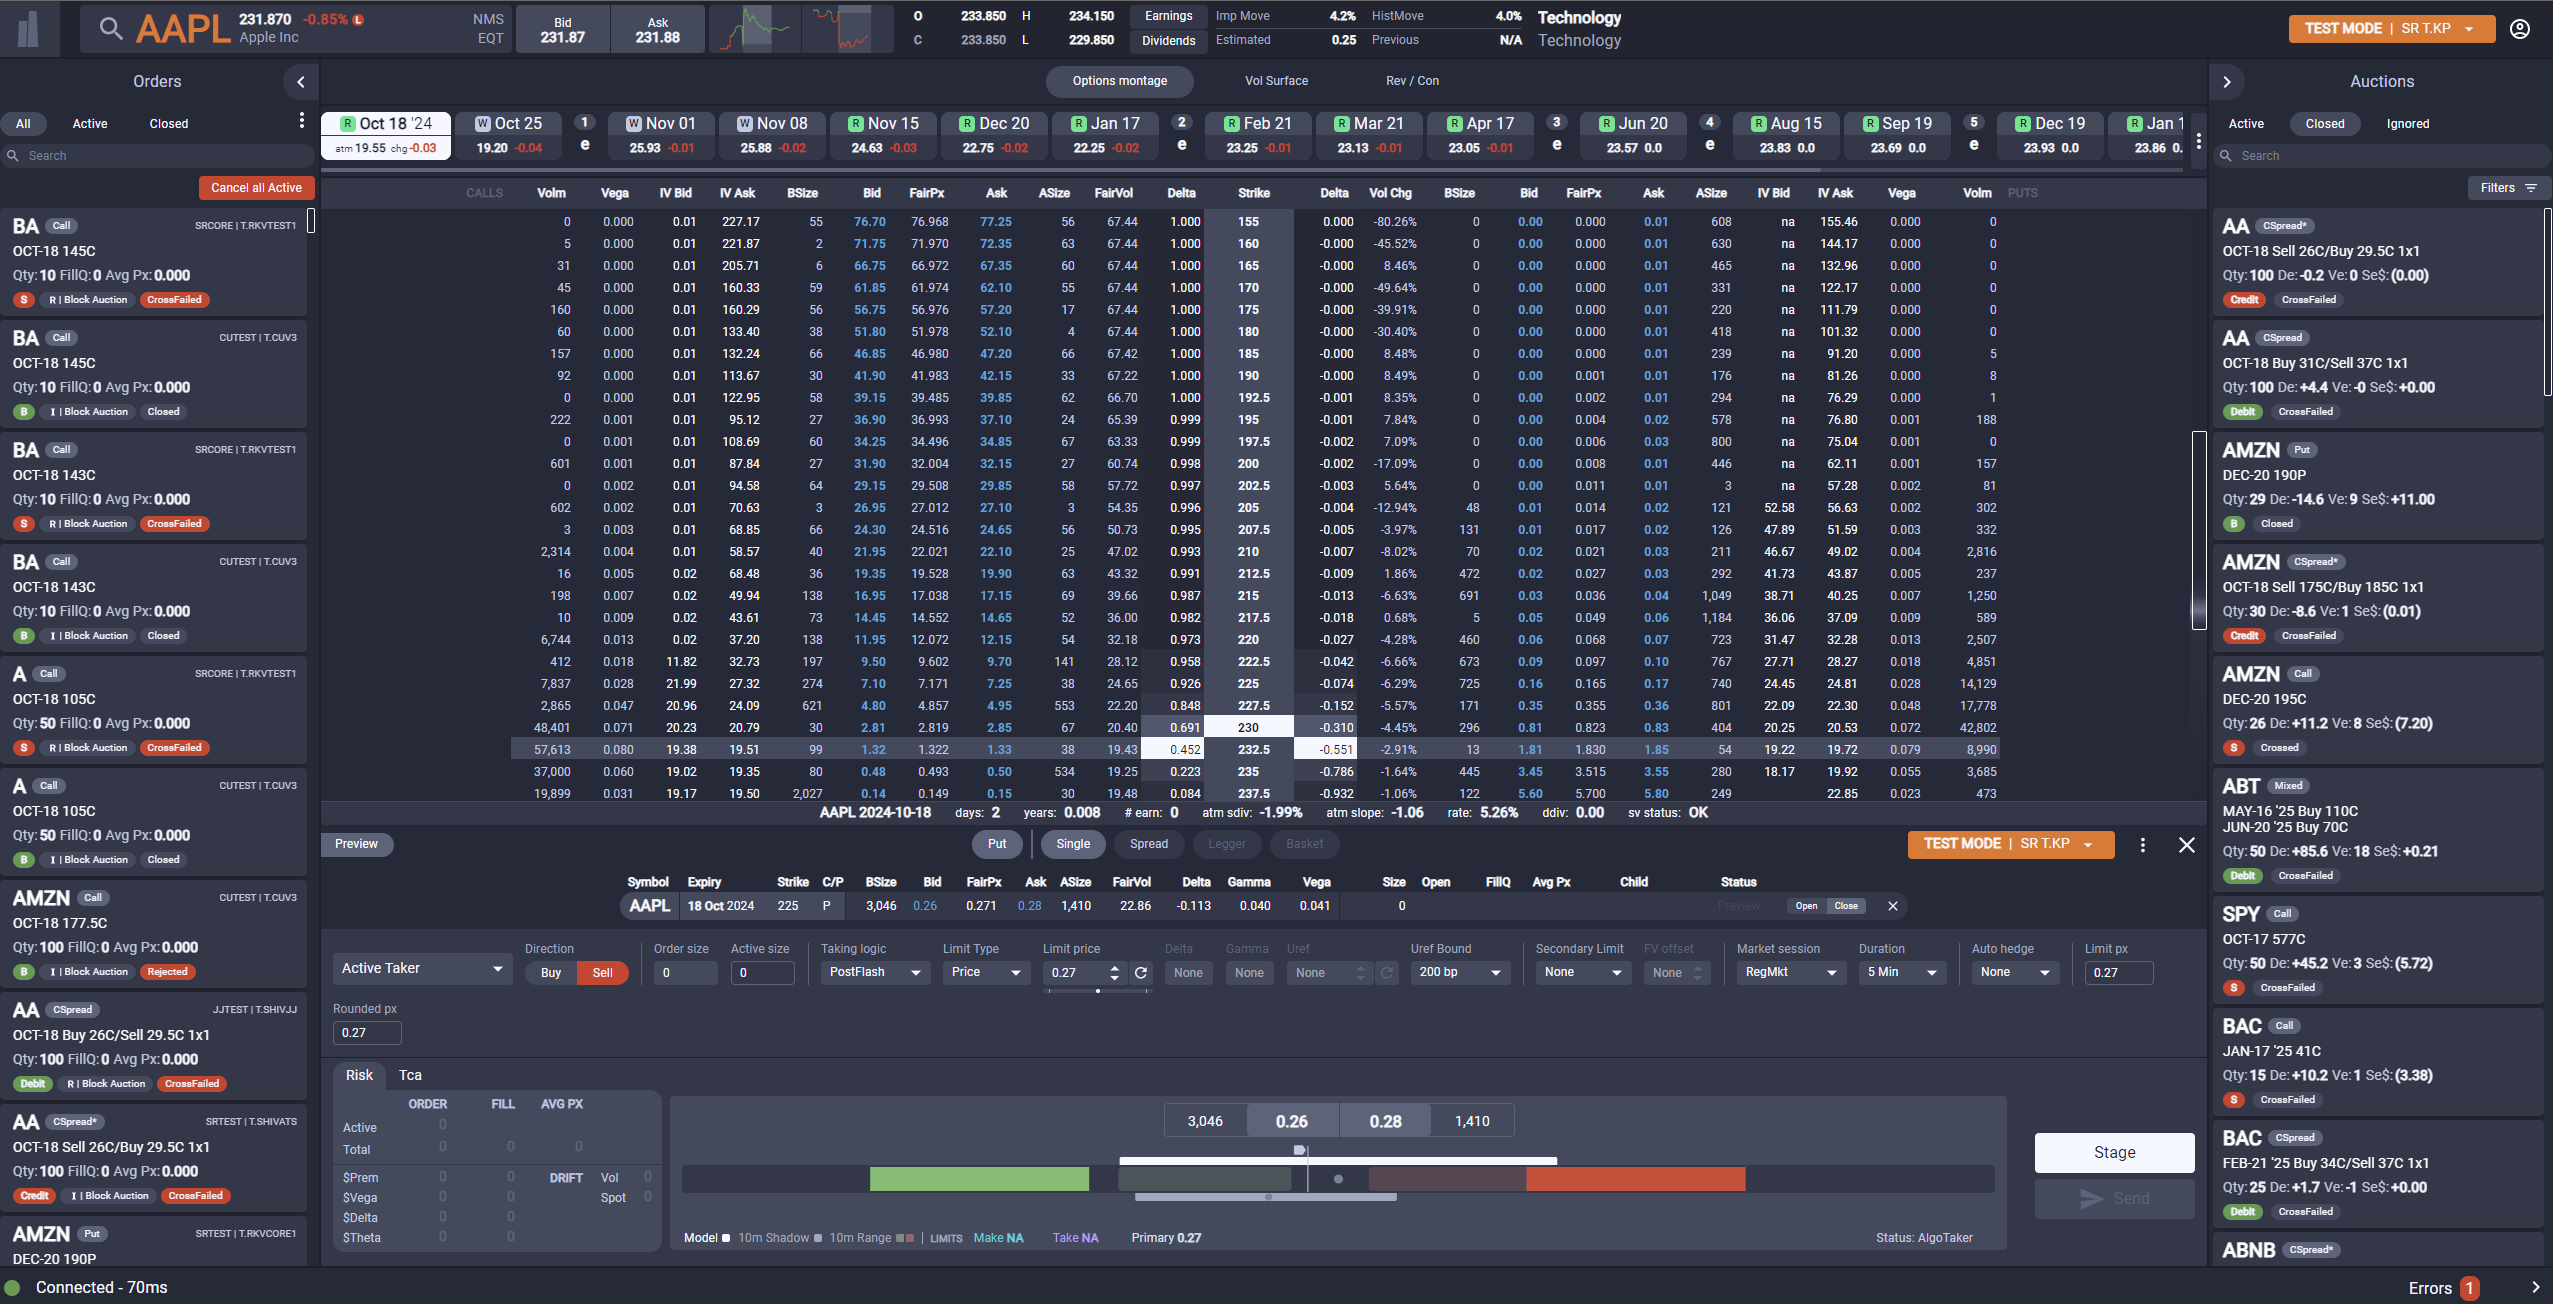 AAPL 231.870 -0.85% L NMS
Apple Inc EQT
Bid 231.87 Ask 231.88
O 233.850 H 234.150
C 233.850 L 229.850
Earnings Imp Move 4.2% HistMove 4.0%
Dividends Estimated 0.25 Previous N/A
Technology
Technology
TEST MODE | SR T.KP
Orders
All Active Closed
Search
Cancel all Active
BA Call SRCORE | T.RKVTEST1
OCT-18 145C
Qty: 10 FillQ: 0 Avg Px: 0.000
S R | Block Auction CrossFailed
BA Call CUTEST | T.CUV3
OCT-18 145C
Qty: 10 FillQ: 0 Avg Px: 0.000
B I | Block Auction Closed
BA Call SRCORE | T.RKVTEST1
OCT-18 143C
Qty: 10 FillQ: 0 Avg Px: 0.000
S R | Block Auction CrossFailed
BA Call CUTEST | T.CUV3
OCT-18 143C
Qty: 10 FillQ: 0 Avg Px: 0.000
B I | Block Auction Closed
A Call SRCORE | T.RKVTEST1
OCT-18 105C
Qty: 50 FillQ: 0 Avg Px: 0.000
S R | Block Auction CrossFailed
A Call CUTEST | T.CUV3
OCT-18 105C
Qty: 50 FillQ: 0 Avg Px: 0.000
B I | Block Auction Closed
AMZN Call CUTEST | T.CUV3
OCT-18 177.5C
Qty: 100 FillQ: 0 Avg Px: 0.000
B I | Block Auction Rejected
AA CSpread JJTEST | T.SHIVJJ
OCT-18 Buy 26C/Sell 29.5C 1x1
Qty: 100 FillQ: 0 Avg Px: 0.000
Debit R | Block Auction CrossFailed
AA CSpread* SRTEST | T.SHIVATS
OCT-18 Sell 26C/Buy 29.5C 1x1
Qty: 100 FillQ: 0 Avg Px: 0.000
Credit I | Block Auction CrossFailed
AMZN Put SRTEST | T.RKVCORE1
DEC-20 190P
Options montage Vol Surface Rev / Con
R Oct 18 '24 W Oct 25 1 W Nov 01 W Nov 08 R Nov 15 R Dec 20 R Jan 17 2 R Feb 21 R Mar 21 R Apr 17 3 R Jun 20 4 R Aug 15 R Sep 19 5 R Dec 19 R Jan 1
atm 19.55 chg -0.03 19.20 -0.04 e 25.93 -0.01 25.88 -0.02 24.63 -0.03 22.75 -0.02 22.25 -0.02 e 23.25 -0.01 23.13 -0.01 23.05 -0.01 e 23.57 0.0 e 23.83 0.0 23.69 0.0 e 23.93 0.0 23.86 0.
CALLS Volm Vega IV Bid IV Ask BSize Bid FairPx Ask ASize FairVol Delta Strike Delta Vol Chg BSize Bid FairPx Ask ASize IV Bid IV Ask Vega Volm PUTS
0 0.000 0.01 227.17 55 76.70 76.968 77.25 56 67.44 1.000 155 0.000 -80.26% 0 0.00 0.000 0.01 608 na 155.46 0.000 0
5 0.000 0.01 221.87 2 71.75 71.970 72.35 63 67.44 1.000 160 -0.000 -45.52% 0 0.00 0.000 0.01 630 na 144.17 0.000 0
31 0.000 0.01 205.71 6 66.75 66.972 67.35 60 67.44 1.000 165 -0.000 8.46% 0 0.00 0.000 0.01 465 na 132.96 0.000 0
45 0.000 0.01 160.33 59 61.85 61.974 62.10 55 67.44 1.000 170 -0.000 -49.64% 0 0.00 0.000 0.01 331 na 122.17 0.000 0
160 0.000 0.01 160.29 56 56.75 56.976 57.20 17 67.44 1.000 175 -0.000 -39.91% 0 0.00 0.000 0.01 220 na 111.79 0.000 0
60 0.000 0.01 133.40 38 51.80 51.978 52.10 4 67.44 1.000 180 -0.000 -30.40% 0 0.00 0.000 0.01 418 na 101.32 0.000 0
157 0.000 0.01 132.24 66 46.85 46.980 47.20 66 67.42 1.000 185 -0.000 8.48% 0 0.00 0.000 0.01 239 na 91.20 0.000 5
92 0.000 0.01 113.67 30 41.90 41.983 42.15 33 67.22 1.000 190 -0.000 8.49% 0 0.00 0.001 0.01 176 na 81.26 0.000 8
0 0.000 0.01 122.95 58 39.15 39.485 39.85 62 66.70 1.000 192.5 -0.001 8.35% 0 0.00 0.002 0.01 294 na 76.29 0.000 1
222 0.001 0.01 95.12 27 36.90 36.993 37.10 24 65.39 0.999 195 -0.001 7.84% 0 0.00 0.004 0.02 578 na 76.80 0.001 188
0 0.001 0.01 108.69 60 34.25 34.496 34.85 67 63.33 0.999 197.5 -0.002 7.09% 0 0.00 0.006 0.03 800 na 75.04 0.001 0
601 0.001 0.01 87.84 27 31.90 32.004 32.15 27 60.74 0.998 200 -0.002 -17.09% 0 0.00 0.008 0.01 446 na 62.11 0.001 157
0 0.002 0.01 94.58 64 29.15 29.508 29.85 58 57.72 0.997 202.5 -0.003 5.64% 0 0.00 0.011 0.01 3 na 57.28 0.002 81
602 0.002 0.01 70.63 3 26.95 27.012 27.10 3 54.35 0.996 205 -0.004 -12.94% 48 0.01 0.014 0.02 121 52.58 56.63 0.002 302
3 0.003 0.01 68.85 66 24.30 24.516 24.65 56 50.73 0.995 207.5 -0.005 -3.97% 131 0.01 0.017 0.02 126 47.89 51.59 0.003 332
2,314 0.004 0.01 58.57 40 21.95 22.021 22.10 25 47.02 0.993 210 -0.007 -8.02% 70 0.02 0.021 0.03 211 46.67 49.02 0.004 2,816
16 0.005 0.02 68.48 36 19.35 19.528 19.90 63 43.32 0.991 212.5 -0.009 1.86% 472 0.02 0.027 0.03 292 41.73 43.87 0.005 237
198 0.007 0.02 49.94 138 16.95 17.038 17.15 69 39.66 0.987 215 -0.013 -6.63% 691 0.03 0.036 0.04 1,049 38.71 40.25 0.007 1,250
10 0.009 0.02 43.61 73 14.45 14.552 14.65 52 36.00 0.982 217.5 -0.018 0.68% 5 0.05 0.049 0.06 1,184 36.06 37.09 0.009 589
6,744 0.013 0.02 37.20 138 11.95 12.072 12.15 54 32.18 0.973 220 -0.027 -4.28% 460 0.06 0.068 0.07 723 31.47 32.28 0.013 2,507
412 0.018 11.82 32.73 197 9.50 9.602 9.70 141 28.12 0.958 222.5 -0.042 -6.66% 673 0.09 0.097 0.10 767 27.71 28.27 0.018 4,851
7,837 0.028 21.99 27.32 274 7.10 7.171 7.25 38 24.65 0.926 225 -0.074 -6.29% 725 0.16 0.165 0.17 740 24.45 24.81 0.028 14,129
2,865 0.047 20.96 24.09 621 4.80 4.857 4.95 553 22.20 0.848 227.5 -0.152 -5.57% 171 0.35 0.355 0.36 801 22.09 22.30 0.048 17,778
48,401 0.071 20.23 20.79 30 2.81 2.819 2.85 67 20.40 0.691 230 -0.310 -4.45% 296 0.81 0.823 0.83 404 20.25 20.53 0.072 42,802
57,613 0.080 19.38 19.51 99 1.32 1.322 1.33 38 19.43 0.452 232.5 -0.551 -2.91% 13 1.81 1.830 1.85 54 19.22 19.72 0.079 8,990
37,000 0.060 19.02 19.35 80 0.48 0.493 0.50 534 19.25 0.223 235 -0.786 -1.64% 445 3.45 3.515 3.55 280 18.17 19.92 0.055 3,685
19,899 0.031 19.17 19.50 2,027 0.14 0.149 0.15 30 19.48 0.084 237.5 -0.932 -1.06% 122 5.60 5.700 5.80 249 22.85 0.023 473
AAPL 2024-10-18 days: 2 years: 0.008 # earn: 0 atm sdiv: -1.99% atm slope: -1.06 rate: 5.26% ddiv: 0.00 sv status: OK
Preview Put Single Spread Legger Basket TEST MODE | SR T.KP
Symbol Expiry Strike C/P BSize Bid FairPx Ask ASize FairVol Delta Gamma Vega Size Open FillQ Avg Px Child Status
AAPL 18 Oct 2024 225 P 3,046 0.26 0.271 0.28 1,410 22.86 -0.113 0.040 0.041 0 Preview Open Close
Direction Order size Active size Taking logic Limit Type Limit price Delta Gamma Uref Uref Bound Secondary Limit FV offset Market session Duration Auto hedge Limit px
Active Taker Buy Sell 0 0 PostFlash Price 0.27 None None None 200 bp None None RegMkt 5 Min None 0.27
Rounded px
0.27
Risk Tca
ORDER FILL AVG PX
Active 0
Total 0 0 0
$Prem 0 0 DRIFT Vol 0
$Vega 0 0 Spot 0
$Delta 0 0
$Theta 0 0
3,046 0.26 0.28 1,410
Model 10m Shadow 10m Range | LIMITS Make NA Take NA Primary 0.27 Status: AlgoTaker
Stage
Send
Auctions
Active Closed Ignored
Search
Filters
AA CSpread*
OCT-18 Sell 26C/Buy 29.5C 1x1
Qty: 100 De: -0.2 Ve: 0 Se$: (0.00)
Credit CrossFailed
AA CSpread
OCT-18 Buy 31C/Sell 37C 1x1
Qty: 100 De: +4.4 Ve: -0 Se$: +0.00
Debit CrossFailed
AMZN Put
DEC-20 190P
Qty: 29 De: -14.6 Ve: 9 Se$: +11.00
B Closed
AMZN CSpread*
OCT-18 Sell 175C/Buy 185C 1x1
Qty: 30 De: -8.6 Ve: 1 Se$: (0.01)
Credit CrossFailed
AMZN Call
DEC-20 195C
Qty: 26 De: +11.2 Ve: 8 Se$: (7.20)
S Crossed
ABT Mixed
MAY-16 '25 Buy 110C
JUN-20 '25 Buy 70C
Qty: 50 De: +85.6 Ve: 18 Se$: +0.21
Debit CrossFailed
SPY Call
OCT-17 577C
Qty: 50 De: +45.2 Ve: 3 Se$: (5.72)
S CrossFailed
BAC Call
JAN-17 '25 41C
Qty: 15 De: +10.2 Ve: 1 Se$: (3.38)
S CrossFailed
BAC CSpread
FEB-21 '25 Buy 34C/Sell 37C 1x1
Qty: 25 De: +1.7 Ve: -1 Se$: +0.00
Debit CrossFailed
ABNB CSpread*
Connected - 70ms
Errors 1